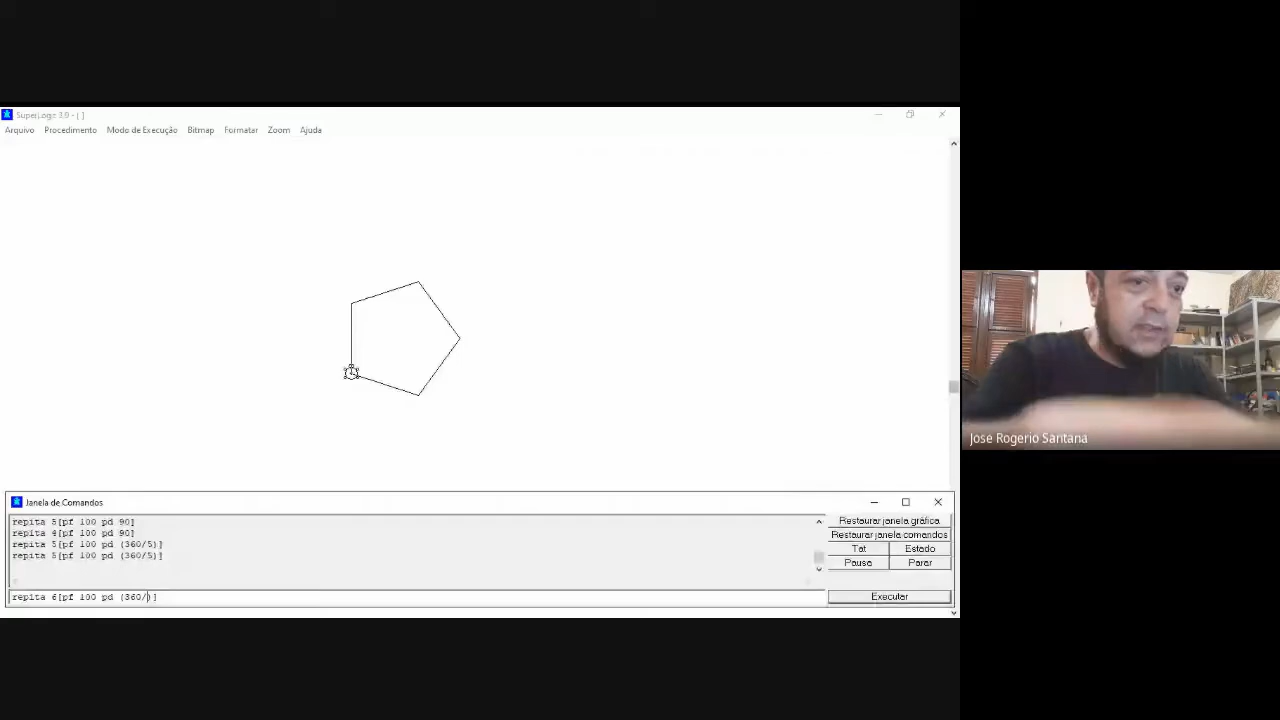 SuperLogo 3.0 - [ ]
Arquivo Procedimento Modo de Execução Bitmap Formatar Zoom Ajuda
Janela de Comandos
repita 5[pf 100 pd 90]
repita 4[pf 100 pd 90]
repita 5[pf 100 pd (360/5)]
repita 5[pf 100 pd (360/5)]
repita 6[pf 100 pd (360/)]
Restaurar janela gráfica
Restaurar janela comandos
Tat Estado
Pausa Parar
Executar
Jose Rogerio Santana